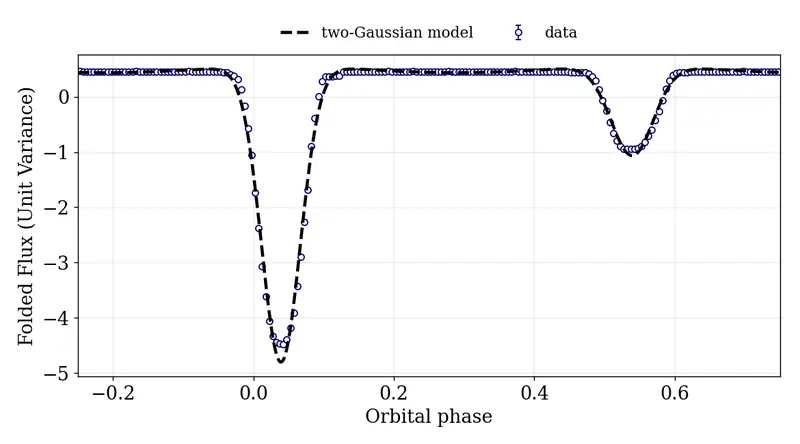 two-Gaussian model
data
Folded Flux (Unit Variance)
0
−1
−2
−3
−4
−5
−0.2
0.0
0.2
0.4
0.6
Orbital phase